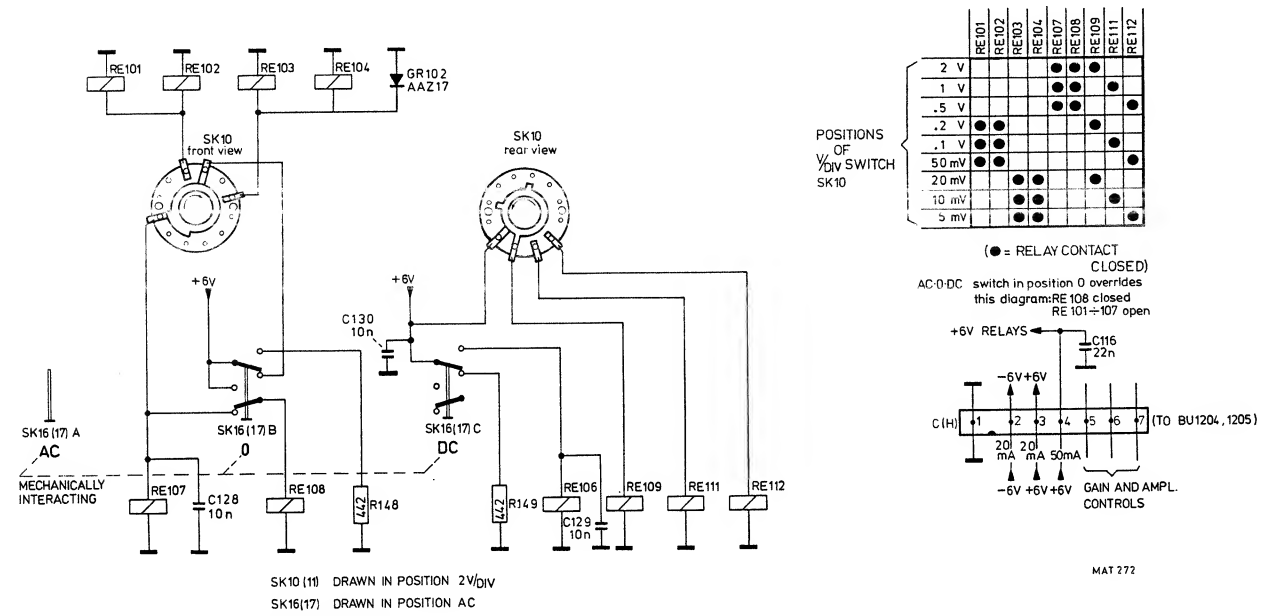 RE101 RE102 RE103 RE104
GR102
AAZ17
SK10
front view
SK10
rear view
+6V
+6V
C130
10n
SK16(17) A
AC
SK16(17) B
0
SK16(17) C
DC
MECHANICALLY
INTERACTING
RE107
C128
10n
RE108
442
R148
442
R149
RE106
C129
10n
RE109
RE111
RE112
SK10 (11) DRAWN IN POSITION 2V/DIV
SK16(17) DRAWN IN POSITION AC
RE101 RE102 RE103 RE104 RE107 RE108 RE109 RE111 RE112
2 V
1 V
.5 V
.2 V
.1 V
50 mV
20 mV
10 mV
5 mV
POSITIONS
OF
V/DIV SWITCH
SK10
(● = RELAY CONTACT
CLOSED)
AC-0-DC switch in position 0 overrides
this diagram: RE 108 closed
RE 101÷107 open
+6V RELAYS
C116
22n
-6V +6V
C(H) 1 2 3 4 5 6 7 (TO BU1204, 1205)
20 mA 20 mA 50mA
-6V +6V +6V
GAIN AND AMPL.
CONTROLS
MAT 272